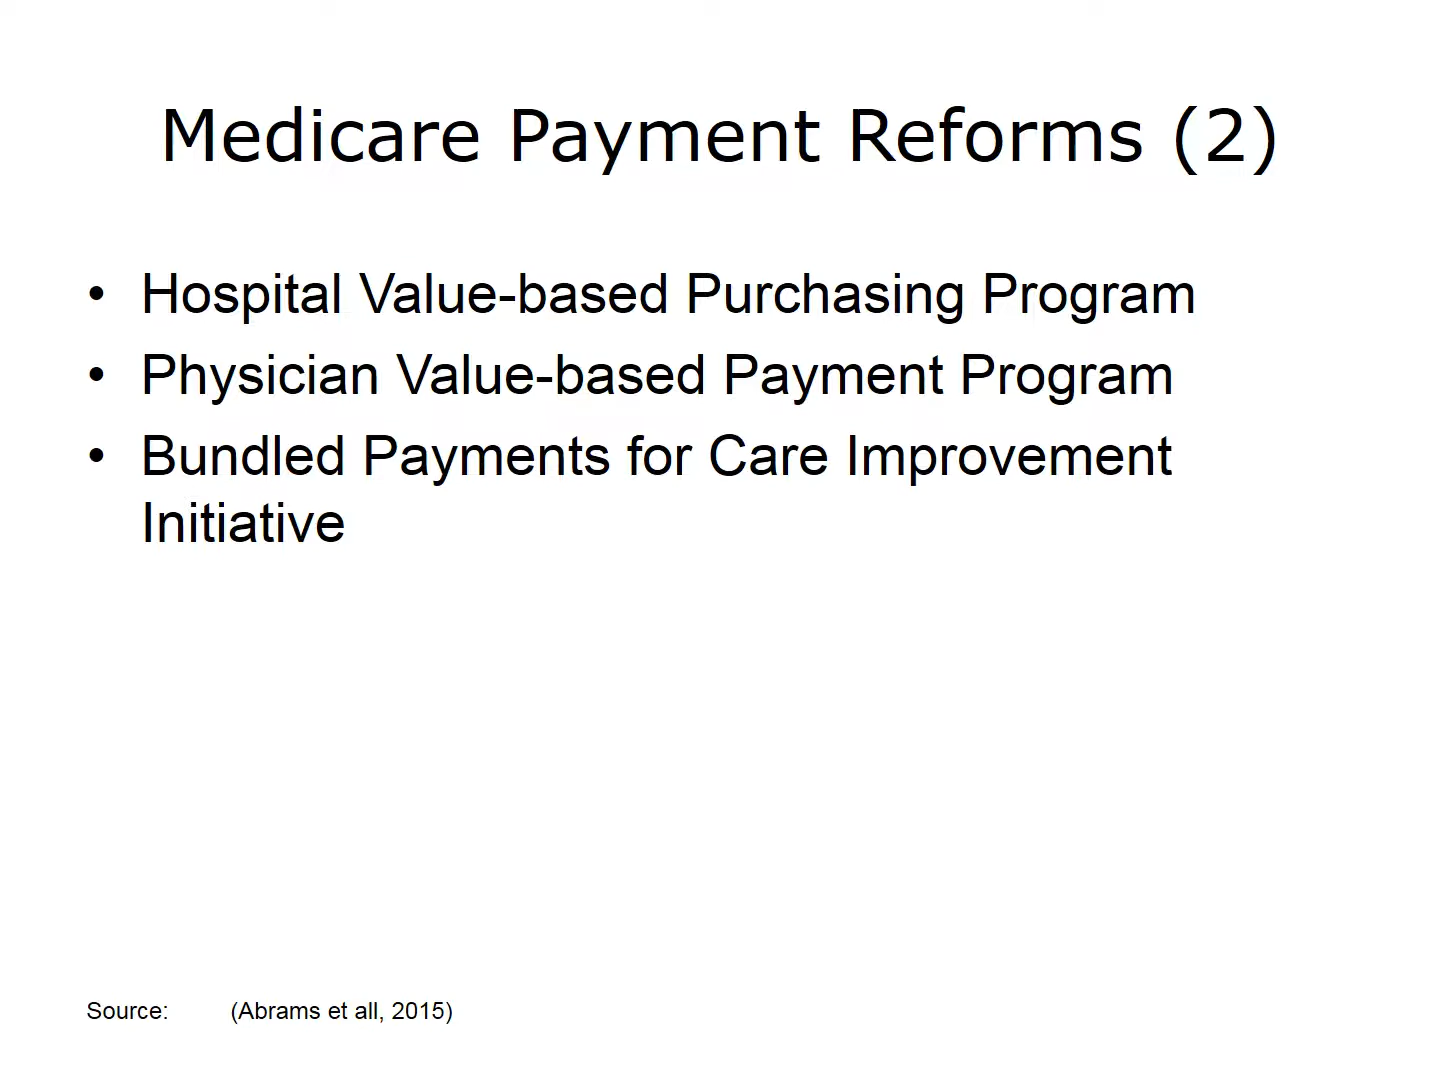 Medicare Payment Reforms (2)
• Hospital Value-based Purchasing Program
• Physician Value-based Payment Program
• Bundled Payments for Care Improvement
Initiative
Source: (Abrams et all, 2015)